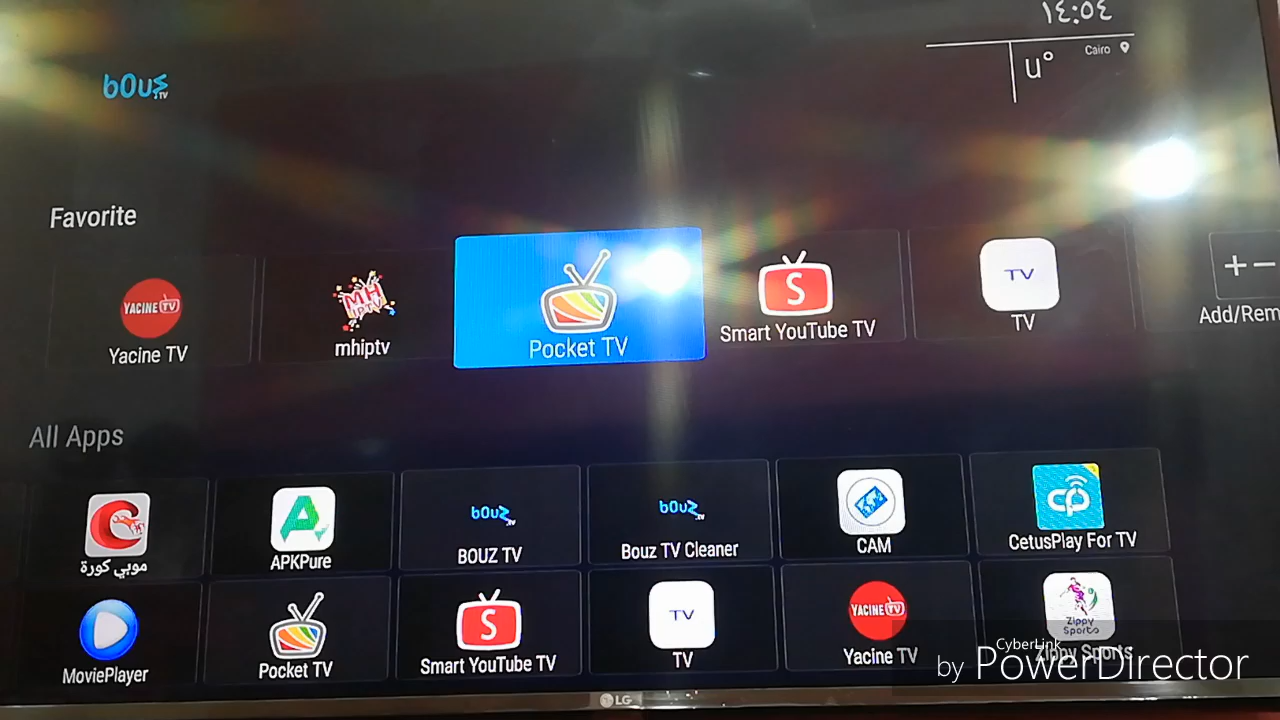 ١٤:٥٤
Cairo
u°
bouz.TV
Favorite
YACINE TV
Yacine TV
MH IPTV
mhiptv
Pocket TV
S
Smart YouTube TV
TV
TV
+−
Add/Rem
All Apps
موبي كورة
APKPure
bouz.tv
BOUZ TV
bouz.tv
Bouz TV Cleaner
CAM
cp
CetusPlay For TV
MoviePlayer
Pocket TV
S
Smart YouTube TV
TV
TV
YACINE TV
Yacine TV
Zippy Sports
Zippy Sports
by CyberLink PowerDirector
LG